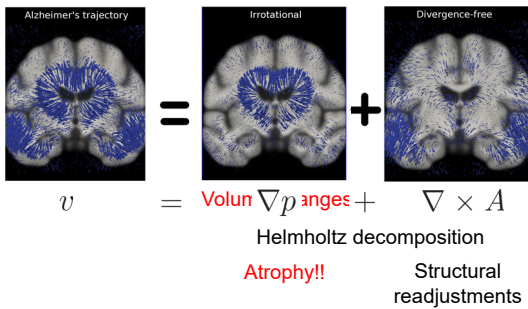 Alzheimer's trajectory Irrotational Divergence-free
= +
v = ∇p + ∇ × A
Helmholtz decomposition
Atrophy!! Structural
readjustments